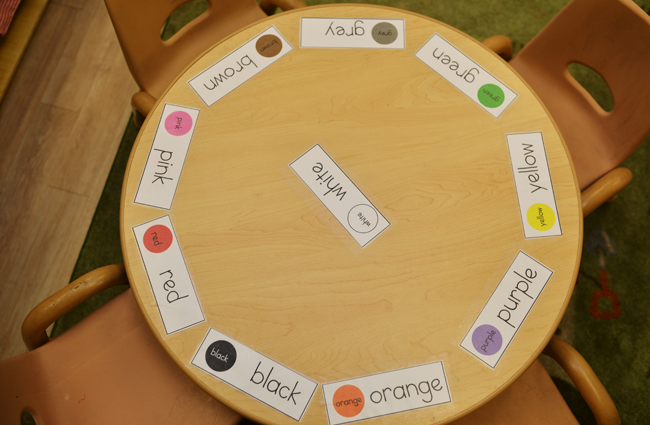 grey grey
green green
yellow yellow
purple purple
orange orange
black black
red red
pink pink
brown brown
white white